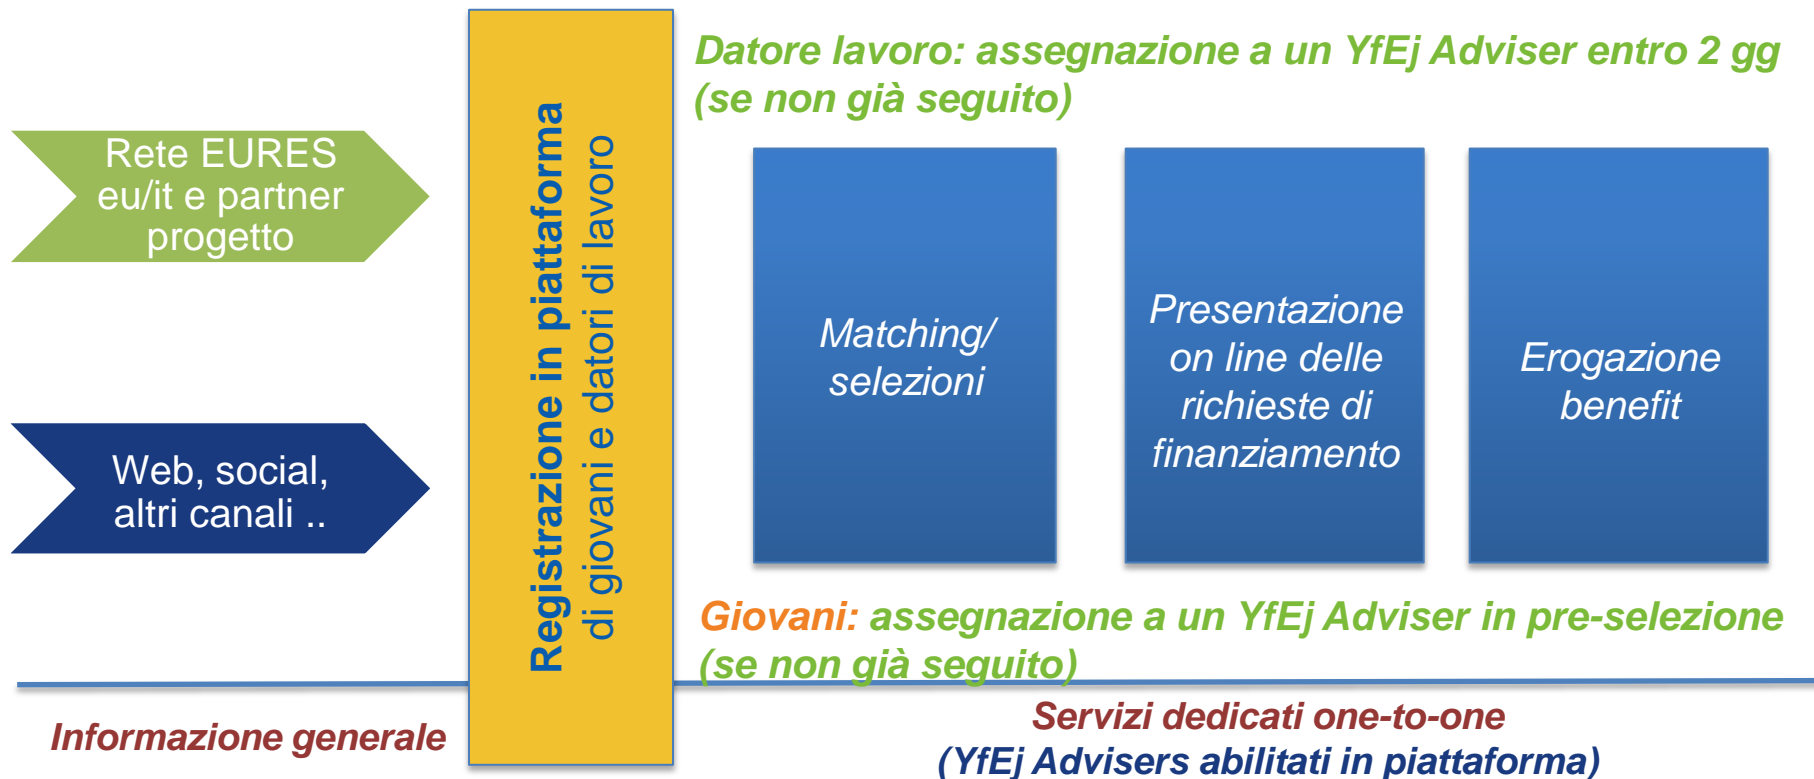 Datore lavoro: assegnazione a un YfEj Adviser entro 2 gg
(se non già seguito)
Rete EURES
eu/it e partner
progetto
Web, social,
altri canali ..
Registrazione in piattaforma
di giovani e datori di lavoro
Matching/
selezioni
Presentazione
on line delle
richieste di
finanziamento
Erogazione
benefit
Giovani: assegnazione a un YfEj Adviser in pre-selezione
(se non già seguito)
Informazione generale
Servizi dedicati one-to-one
(YfEj Advisers abilitati in piattaforma)